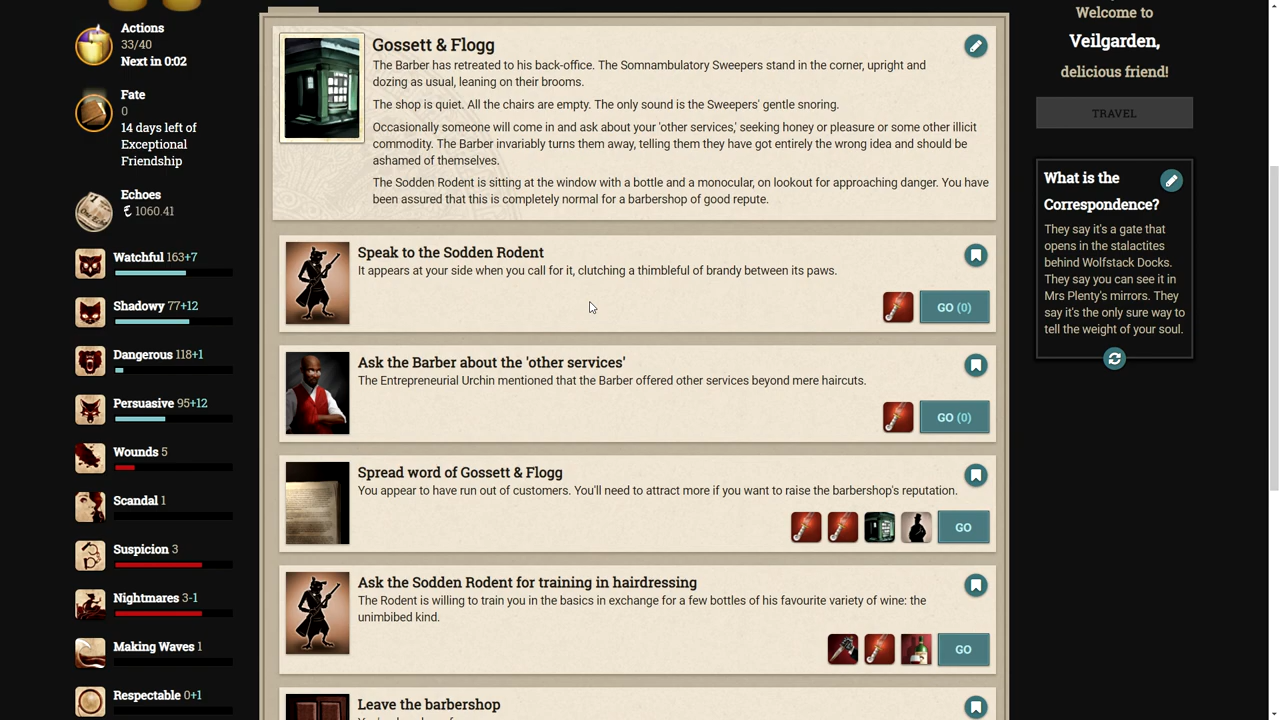 Actions
33/40
Next in 0:02
Fate
0
14 days left of
Exceptional
Friendship
Echoes
1060.41
Watchful 163+7
Shadowy 77+12
Dangerous 118+1
Persuasive 95+12
Wounds 5
Scandal 1
Suspicion 3
Nightmares 3-1
Making Waves 1
Respectable 0+1
Gossett & Flogg
The Barber has retreated to his back-office. The Somnambulatory Sweepers stand in the corner, upright and
dozing as usual, leaning on their brooms.
The shop is quiet. All the chairs are empty. The only sound is the Sweepers' gentle snoring.
Occasionally someone will come in and ask about your 'other services,' seeking honey or pleasure or some other illicit
commodity. The Barber invariably turns them away, telling them they have got entirely the wrong idea and should be
ashamed of themselves.
The Sodden Rodent is sitting at the window with a bottle and a monocular, on lookout for approaching danger. You have
been assured that this is completely normal for a barbershop of good repute.
Speak to the Sodden Rodent
It appears at your side when you call for it, clutching a thimbleful of brandy between its paws.
GO (0)
Ask the Barber about the 'other services'
The Entrepreneurial Urchin mentioned that the Barber offered other services beyond mere haircuts.
GO (0)
Spread word of Gossett & Flogg
You appear to have run out of customers. You'll need to attract more if you want to raise the barbershop's reputation.
GO
Ask the Sodden Rodent for training in hairdressing
The Rodent is willing to train you in the basics in exchange for a few bottles of his favourite variety of wine: the
unimbibed kind.
GO
Leave the barbershop
Welcome to
Veilgarden,
delicious friend!
TRAVEL
What is the
Correspondence?
They say it's a gate that
opens in the stalactites
behind Wolfstack Docks.
They say you can see it in
Mrs Plenty's mirrors. They
say it's the only sure way to
tell the weight of your soul.